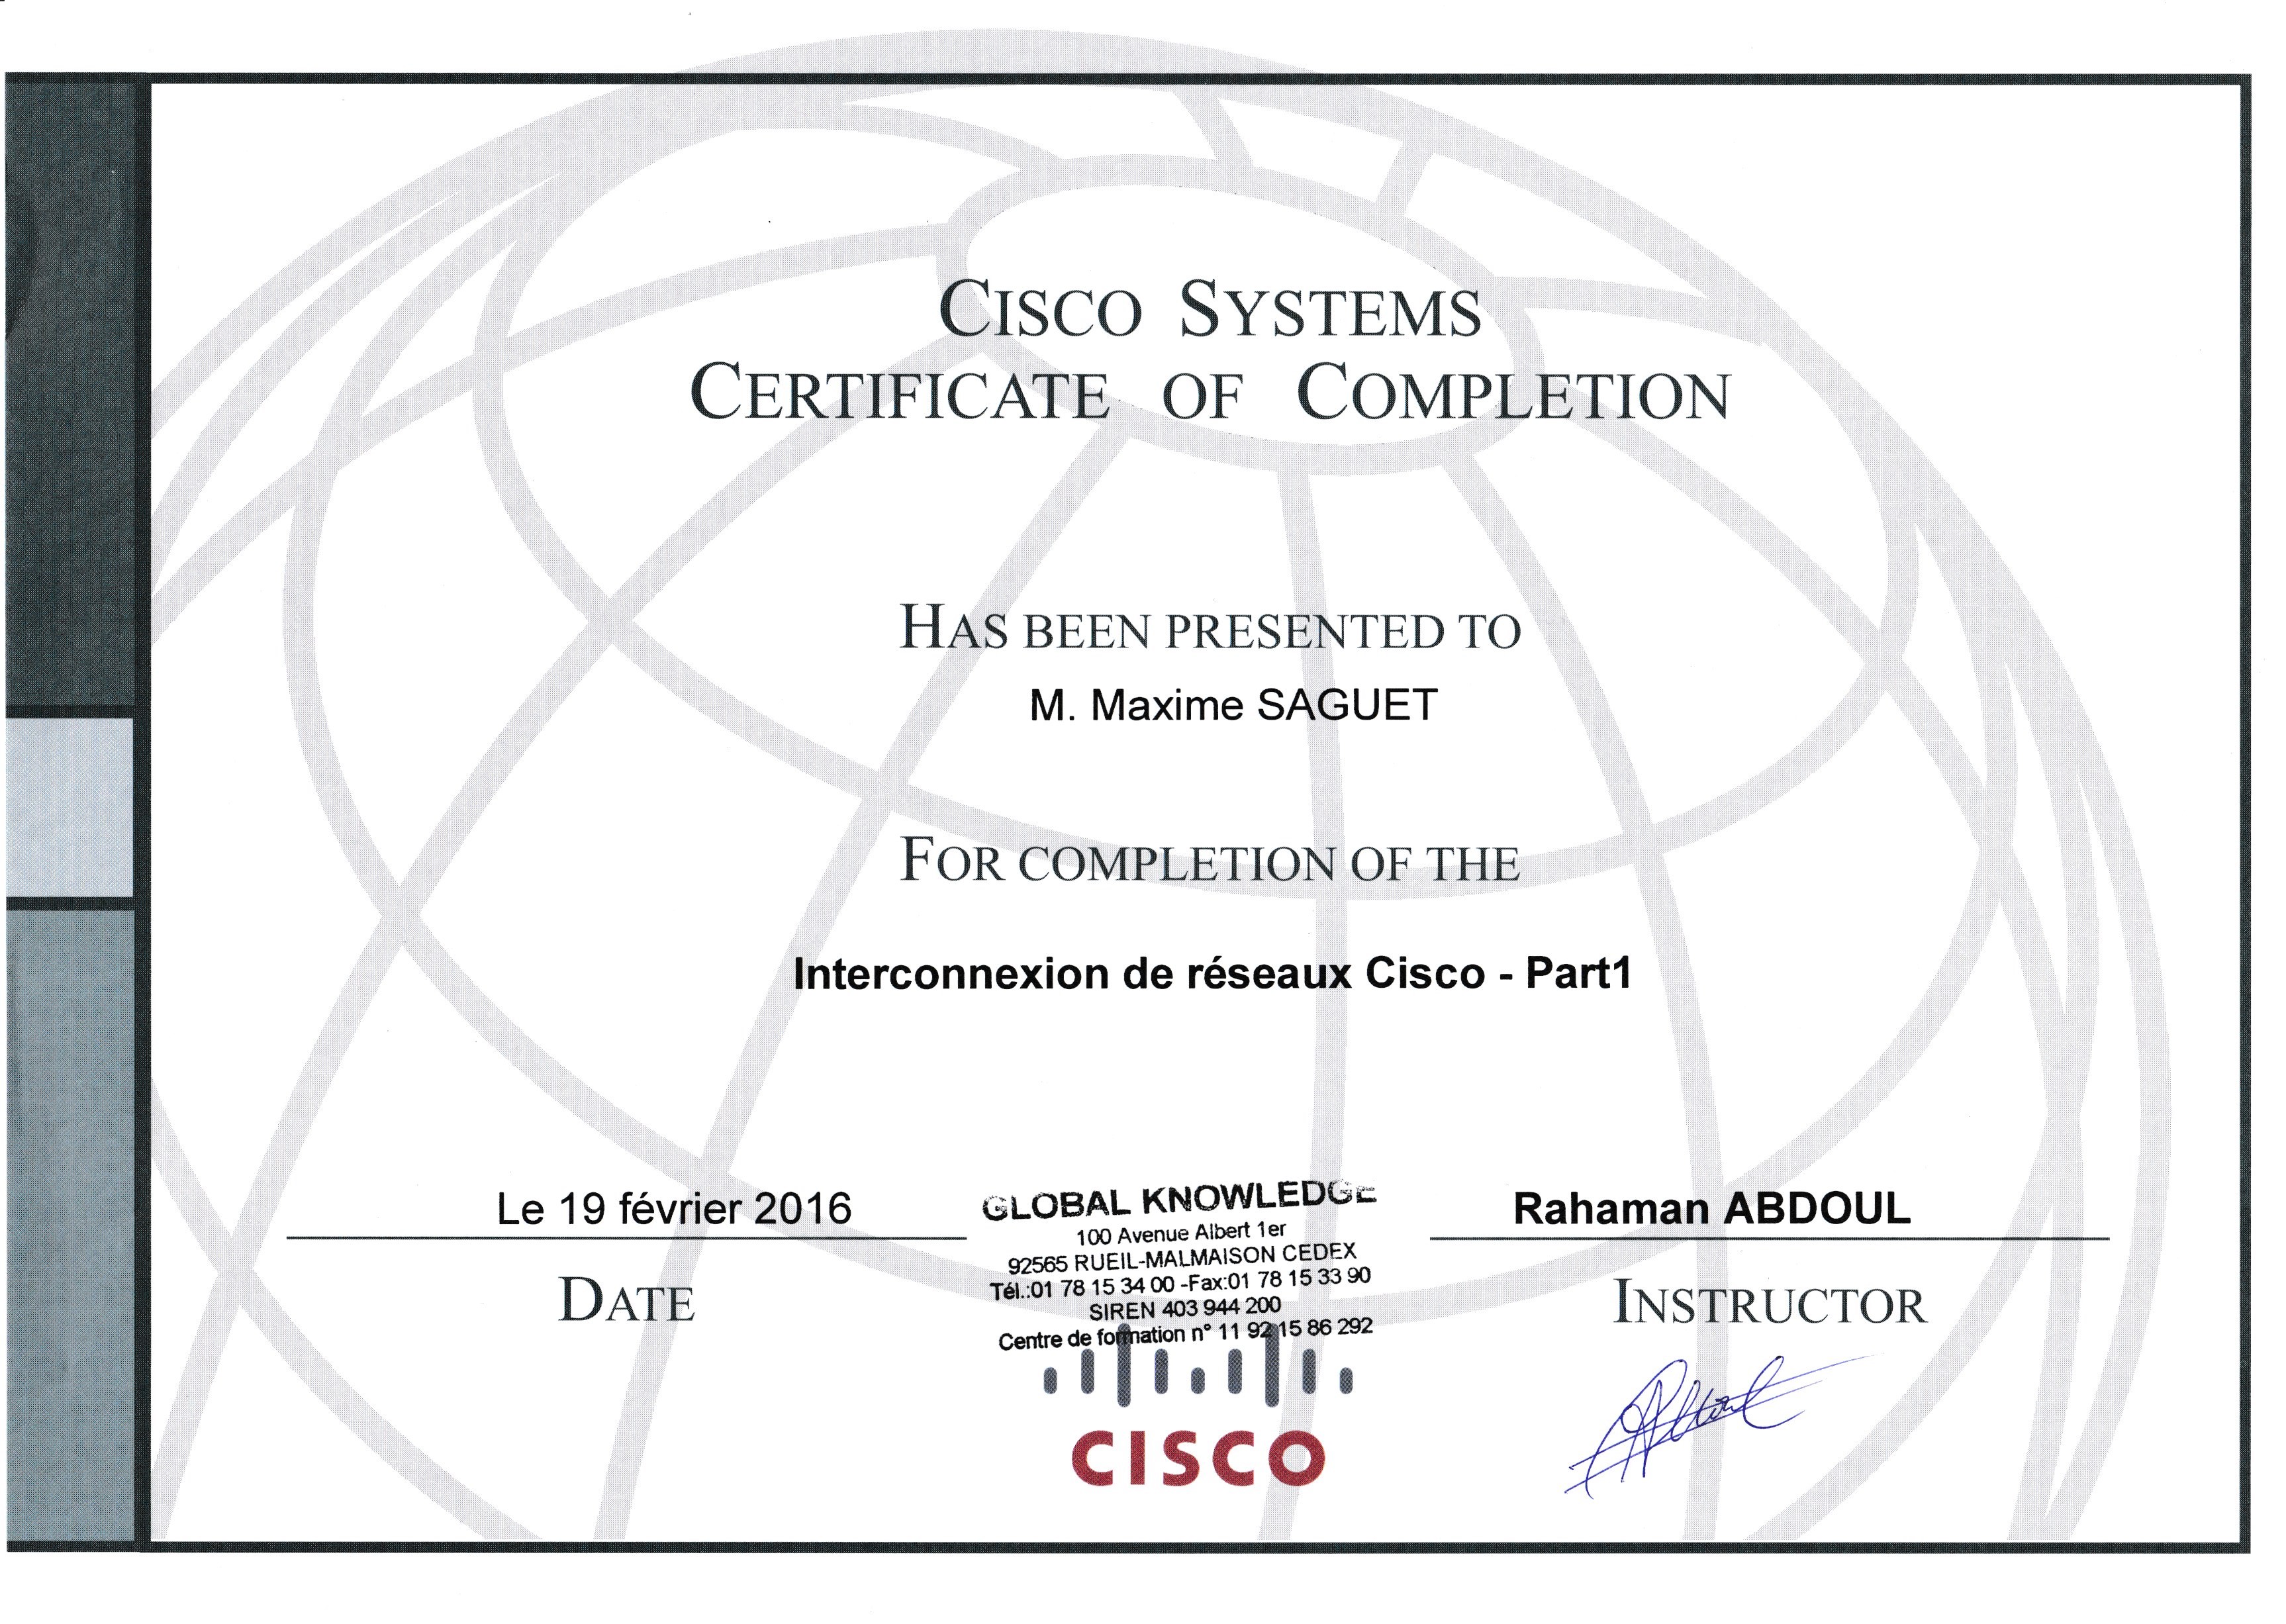 CISCO SYSTEMS
CERTIFICATE OF COMPLETION
HAS BEEN PRESENTED TO
M. Maxime SAGUET
FOR COMPLETION OF THE
Interconnexion de réseaux Cisco - Part1
Le 19 février 2016
DATE
GLOBAL KNOWLEDGE
100 Avenue Albert 1er
92565 RUEIL-MALMAISON CEDEX
Tél.:01 78 15 34 00 -Fax:01 78 15 33 90
SIREN 403 944 200
Centre de formation n° 11 92 15 86 292
CISCO
Rahaman ABDOUL
INSTRUCTOR